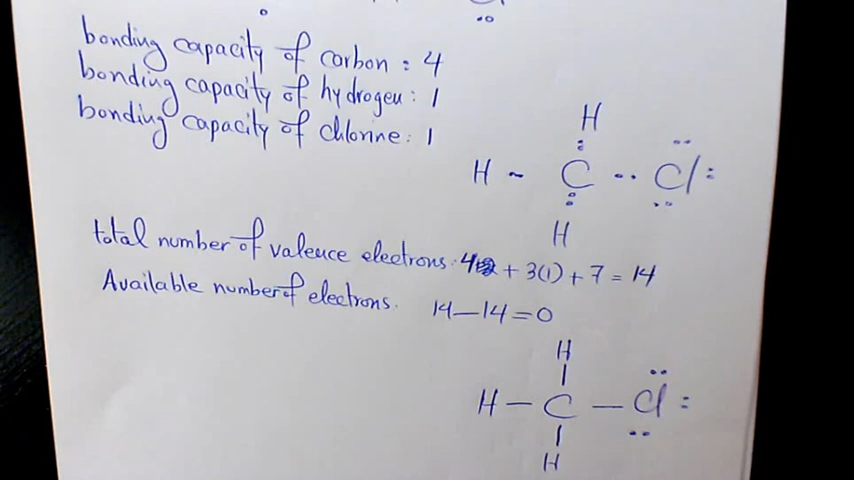 bonding capacity of carbon : 4
bonding capacity of hydrogen : 1
bonding capacity of chlorine : 1
H
H C Cl
H
total number of valence electrons. 4 + 3(1) + 7 = 14
Available number of electrons. 14 — 14 = 0
H
|
H — C — Cl :
|
H